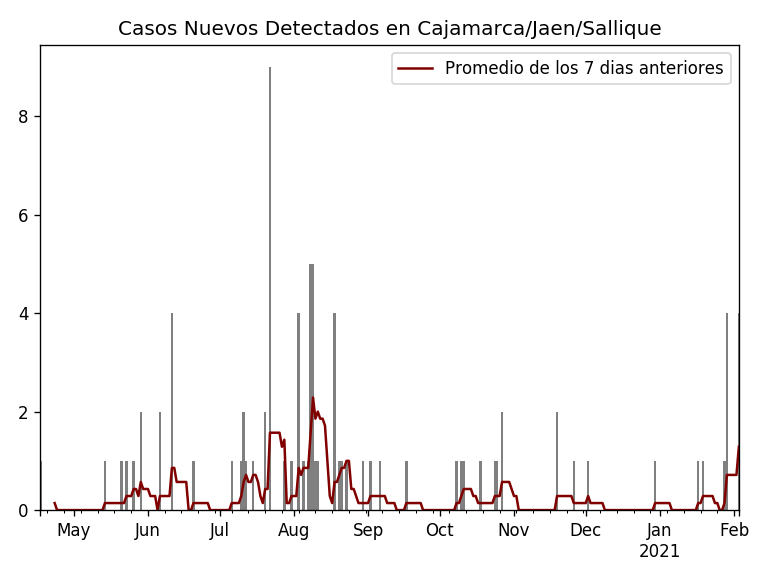 Casos Nuevos Detectados en Cajamarca/Jaen/Sallique
Promedio de los 7 dias anteriores
8
6
4
2
0
May Jun Jul Aug Sep Oct Nov Dec Jan Feb
2021